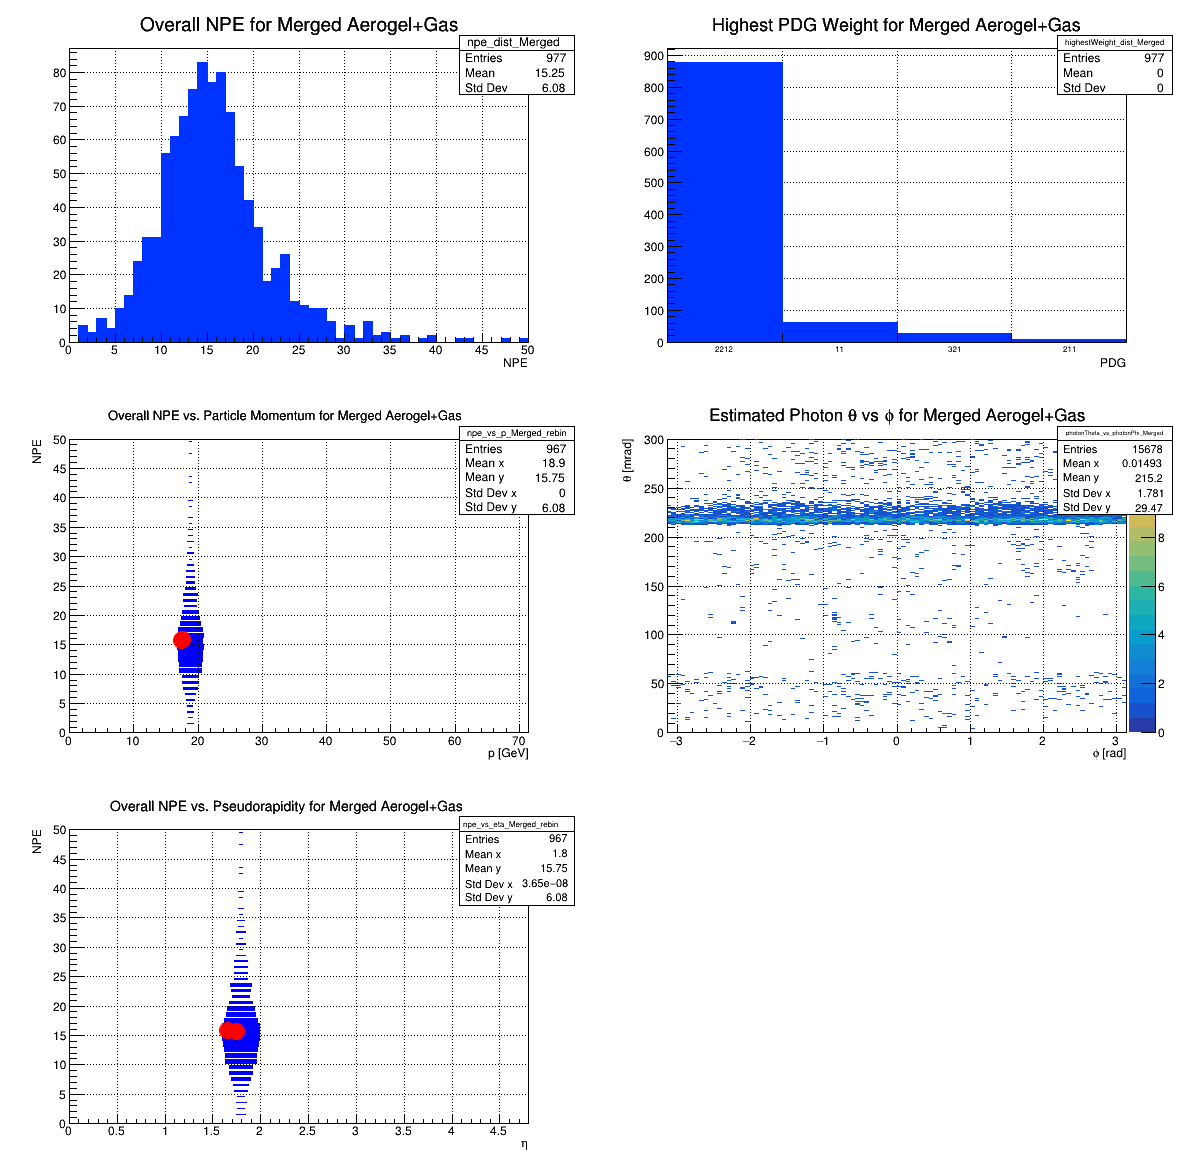 Overall NPE for Merged Aerogel+Gas
npe_dist_Merged
Entries 977
Mean 15.25
Std Dev 6.08
80
70
60
50
40
30
20
10
0
0 5 10 15 20 25 30 35 40 45 50
NPE
Highest PDG Weight for Merged Aerogel+Gas
highestWeight_dist_Merged
Entries 977
Mean 0
Std Dev 0
900
800
700
600
500
400
300
200
100
0
2212 11 321 211
PDG
Overall NPE vs. Particle Momentum for Merged Aerogel+Gas
npe_vs_p_Merged_rebin
Entries 967
Mean x 18.9
Mean y 15.75
Std Dev x 0
Std Dev y 6.08
NPE
50
45
40
35
30
25
20
15
10
5
0
0 10 20 30 40 50 60 70
p [GeV]
Estimated Photon θ vs ϕ for Merged Aerogel+Gas
photonTheta_vs_photonPhi_Merged
Entries 15678
Mean x 0.01493
Mean y 215.2
Std Dev x 1.781
Std Dev y 29.47
θ [mrad]
300
250
200
150
100
50
0
−3 −2 −1 0 1 2 3
ϕ [rad]
8
6
4
2
0
Overall NPE vs. Pseudorapidity for Merged Aerogel+Gas
npe_vs_eta_Merged_rebin
Entries 967
Mean x 1.8
Mean y 15.75
Std Dev x 3.65e−08
Std Dev y 6.08
NPE
50
45
40
35
30
25
20
15
10
5
0
0 0.5 1 1.5 2 2.5 3 3.5 4 4.5
η